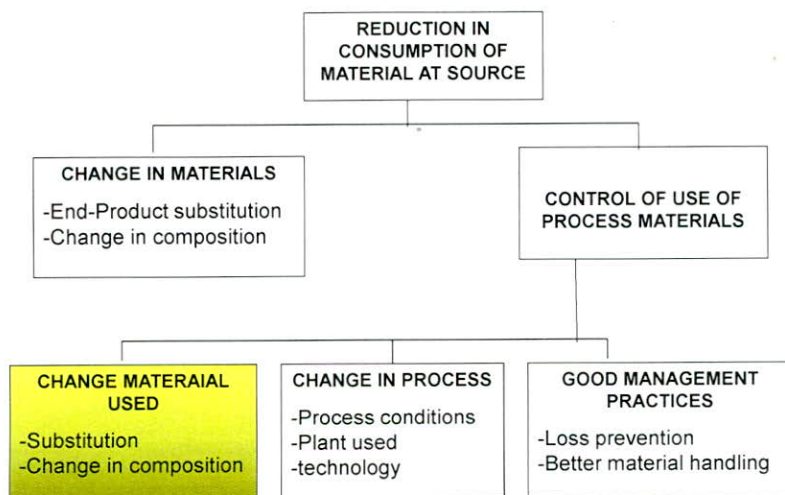 REDUCTION IN
CONSUMPTION OF
MATERIAL AT SOURCE
CHANGE IN MATERIALS
-End-Product substitution
-Change in composition
CONTROL OF USE OF
PROCESS MATERIALS
CHANGE MATERAIAL
USED
-Substitution
-Change in composition
CHANGE IN PROCESS
-Process conditions
-Plant used
-technology
GOOD MANAGEMENT
PRACTICES
-Loss prevention
-Better material handling